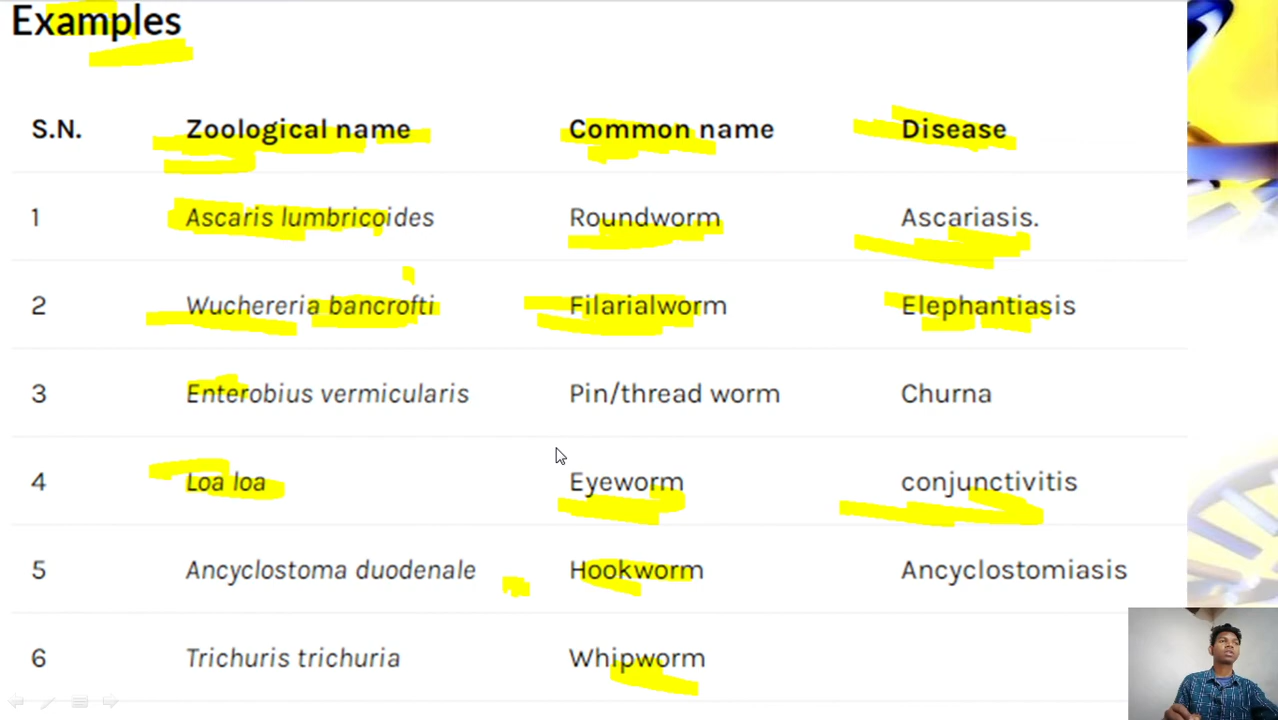 Examples
S.N. Zoological name Common name Disease
1 Ascaris lumbricoides Roundworm Ascariasis.
2 Wuchereria bancrofti Filarialworm Elephantiasis
3 Enterobius vermicularis Pin/thread worm Churna
4 Loa loa Eyeworm conjunctivitis
5 Ancyclostoma duodenale Hookworm Ancyclostomiasis
6 Trichuris trichuria Whipworm